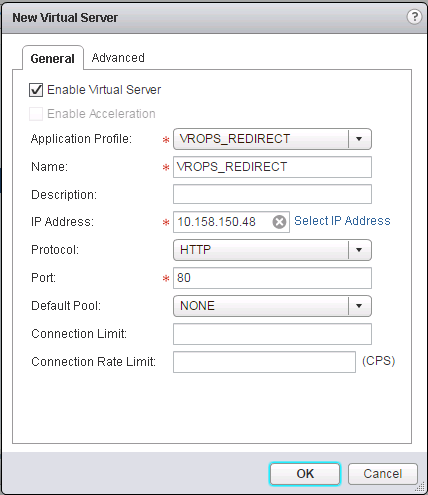 New Virtual Server ?
General Advanced
Enable Virtual Server
Enable Acceleration
Application Profile: * VROPS_REDIRECT
Name: * VROPS_REDIRECT
Description:
IP Address: * 10.158.150.48 Select IP Address
Protocol: HTTP
Port: * 80
Default Pool: NONE
Connection Limit:
Connection Rate Limit: (CPS)
OK Cancel